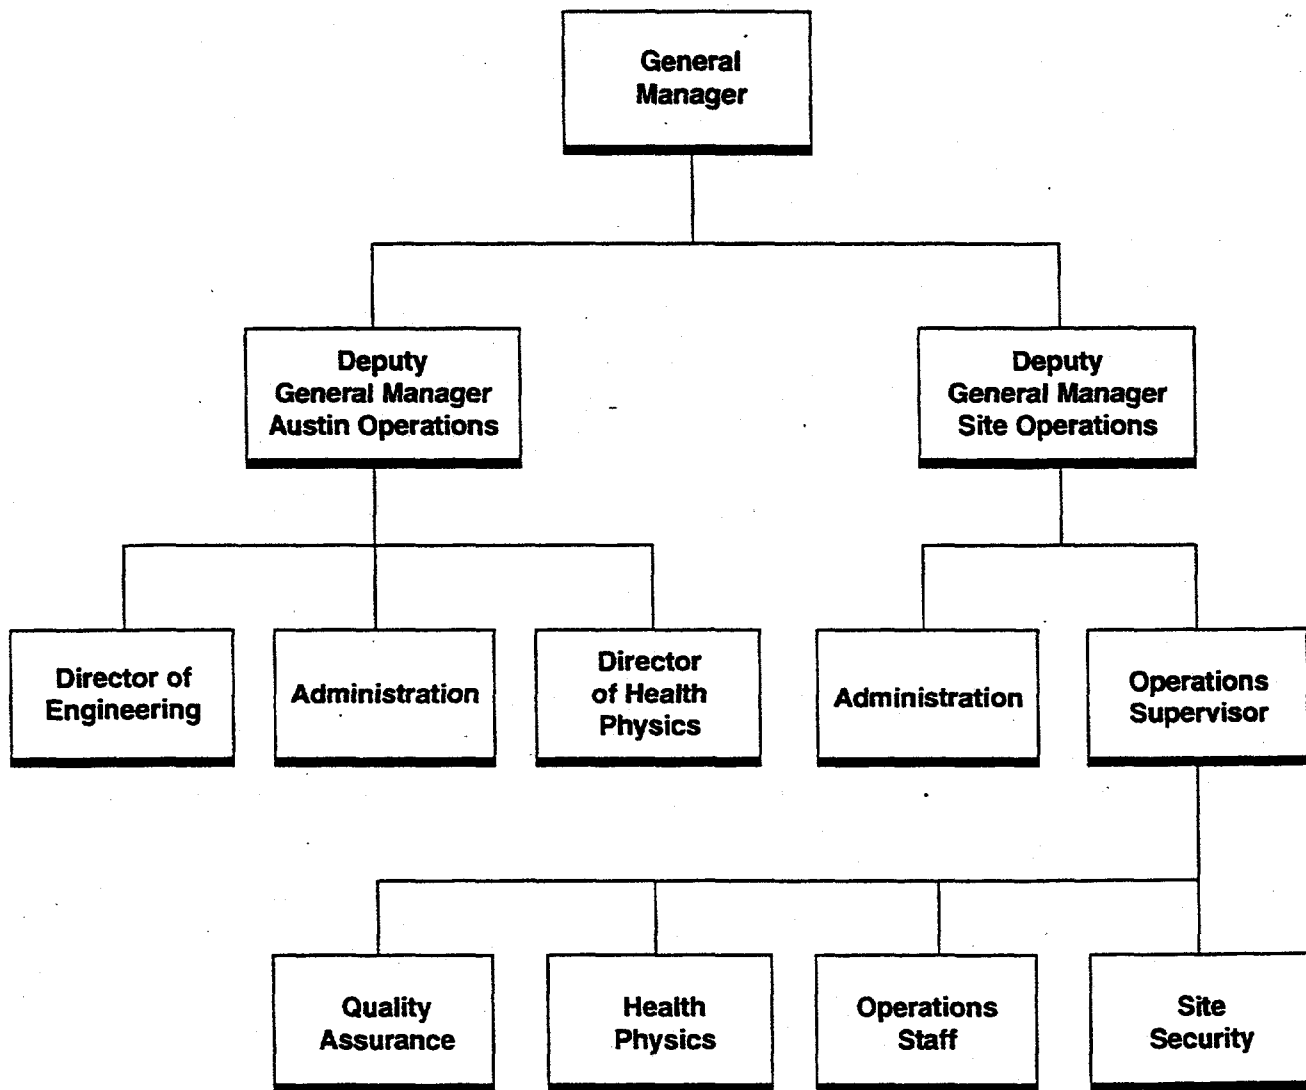 General
Manager
Deputy
General Manager
Austin Operations
Deputy
General Manager
Site Operations
Director of
Engineering
Administration
Director
of Health
Physics
Administration
Operations
Supervisor
Quality
Assurance
Health
Physics
Operations
Staff
Site
Security